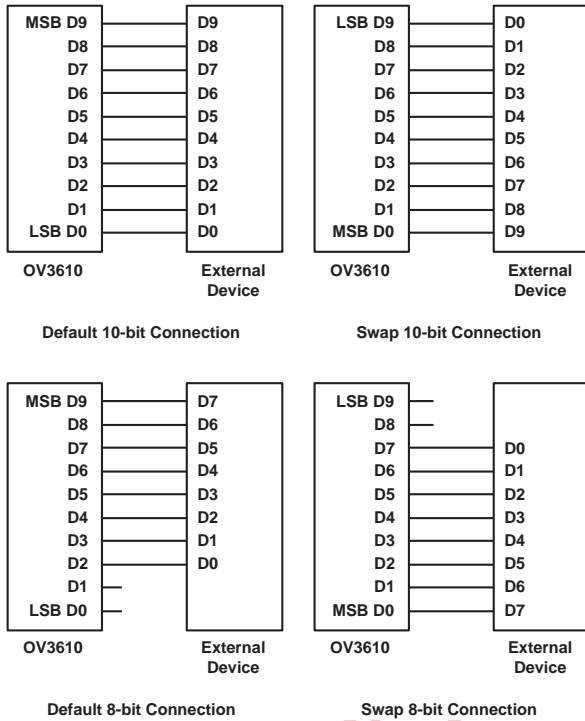 MSB D9 D9
D8 D8
D7 D7
D6 D6
D5 D5
D4 D4
D3 D3
D2 D2
D1 D1
LSB D0 D0
OV3610 External
Device
Default 10-bit Connection
LSB D9 D0
D8 D1
D7 D2
D6 D3
D5 D4
D4 D5
D3 D6
D2 D7
D1 D8
MSB D0 D9
OV3610 External
Device
Swap 10-bit Connection
MSB D9 D7
D8 D6
D7 D5
D6 D4
D5 D3
D4 D2
D3 D1
D2 D0
D1
LSB D0
OV3610 External
Device
Default 8-bit Connection
LSB D9
D8
D7 D0
D6 D1
D5 D2
D4 D3
D3 D4
D2 D5
D1 D6
MSB D0 D7
OV3610 External
Device
Swap 8-bit Connection